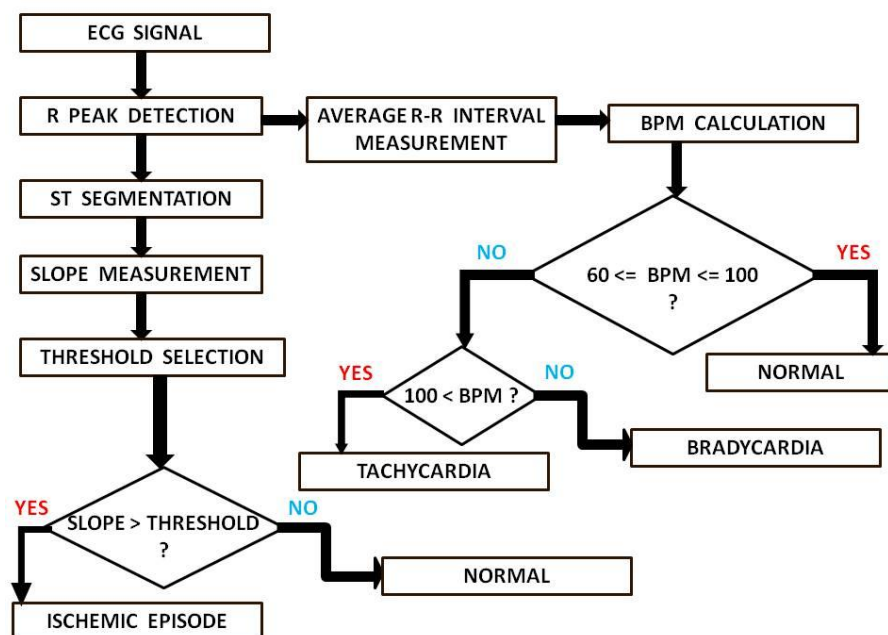 ECG SIGNAL
R PEAK DETECTION
AVERAGE R-R INTERVAL
MEASUREMENT
BPM CALCULATION
ST SEGMENTATION
SLOPE MEASUREMENT
THRESHOLD SELECTION
NO
YES
60 <= BPM <= 100
?
NORMAL
YES
NO
100 < BPM ?
TACHYCARDIA
BRADYCARDIA
YES
NO
SLOPE > THRESHOLD
?
NORMAL
ISCHEMIC EPISODE